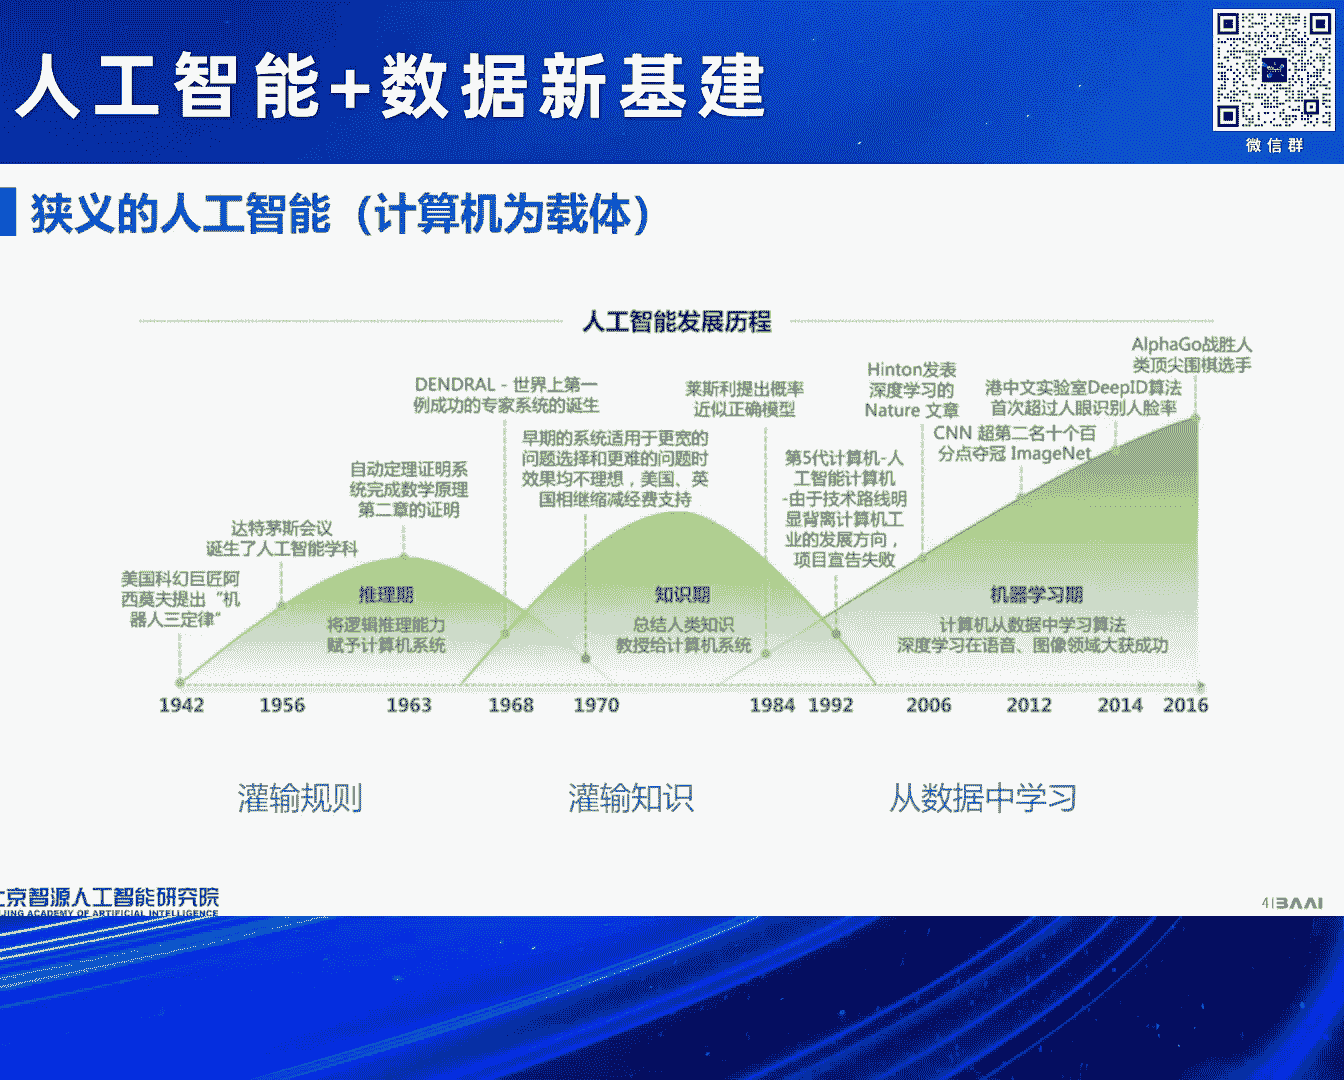 人工智能+数据新基建
微信群
狭义的人工智能（计算机为载体）
人工智能发展历程
AlphaGo战胜人
类顶尖围棋选手
DENDRAL - 世界上第一
例成功的专家系统的诞生
莱斯利提出概率
近似正确模型
Hinton发表
深度学习的
Nature 文章
港中文实验室DeepID算法
首次超过人眼识别人脸率
CNN 超第二名十个百
分点夺冠 ImageNet
早期的系统适用于更宽的
问题选择和更难的问题时
效果均不理想，美国、英
国相继缩减经费支持
第5代计算机-人
工智能计算机
-由于技术路线明
显背离计算机工
业的发展方向，
项目宣告失败
自动定理证明系
统完成数学原理
第二章的证明
达特茅斯会议
诞生了人工智能学科
美国科幻巨匠阿
西莫夫提出“机
器人三定律”
推理期
将逻辑推理能力
赋予计算机系统
知识期
总结人类知识
教授给计算机系统
机器学习期
计算机从数据中学习算法
深度学习在语音、图像领域大获成功
1942 1956 1963 1968 1970 1984 1992 2006 2012 2014 2016
灌输规则
灌输知识
从数据中学习
京智源人工智能研究院
JING ACADEMY OF ARTIFICIAL INTELLIGENCE
4 BAAI